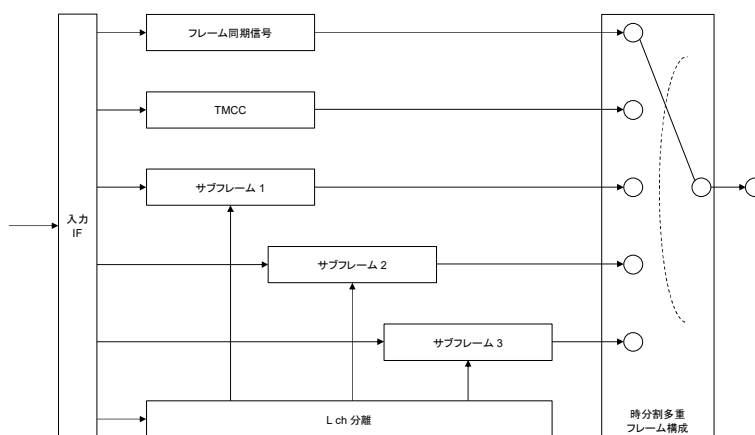 フレーム同期信号
TMCC
サブフレーム 1
入力
IF
サブフレーム 2
サブフレーム 3
L ch 分離
時分割多重
フレーム構成